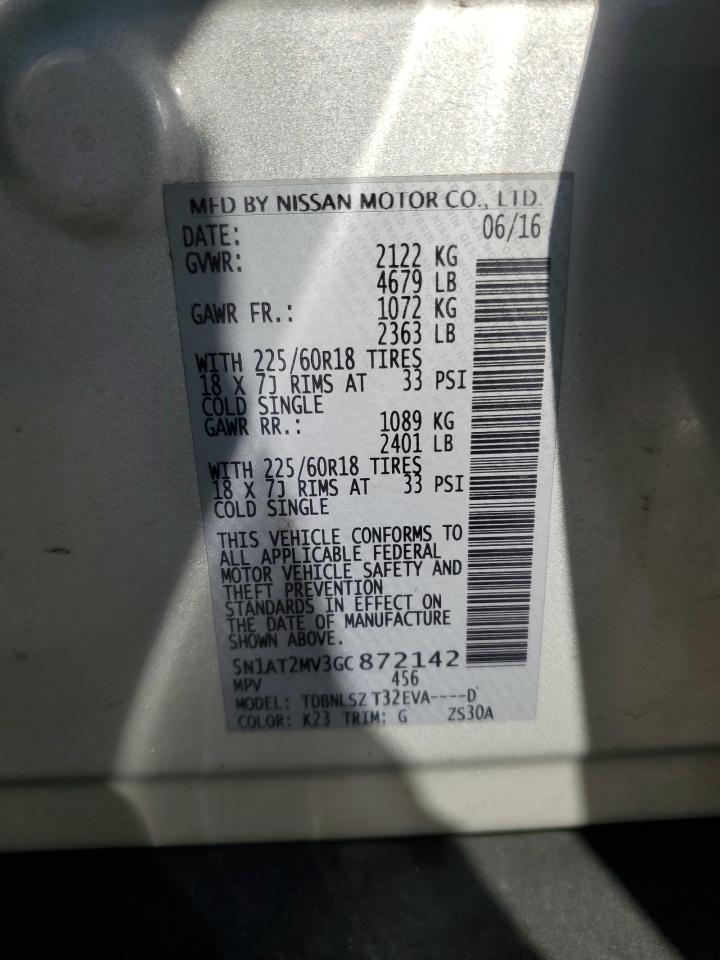 MFD BY NISSAN MOTOR CO., LTD.
DATE: 06/16
GVWR: 2122 KG
4679 LB
GAWR FR.: 1072 KG
2363 LB
WITH 225/60R18 TIRES
18 X 7J RIMS AT 33 PSI
COLD SINGLE
GAWR RR.: 1089 KG
2401 LB
WITH 225/60R18 TIRES
18 X 7J RIMS AT 33 PSI
COLD SINGLE
THIS VEHICLE CONFORMS TO
ALL APPLICABLE FEDERAL
MOTOR VEHICLE SAFETY AND
THEFT PREVENTION
STANDARDS IN EFFECT ON
THE DATE OF MANUFACTURE
SHOWN ABOVE.
5N1AT2MV3GC872142
MPV 456
MODEL: TDBNLSZ T32EVA----D
COLOR: K23 TRIM: G ZS30A